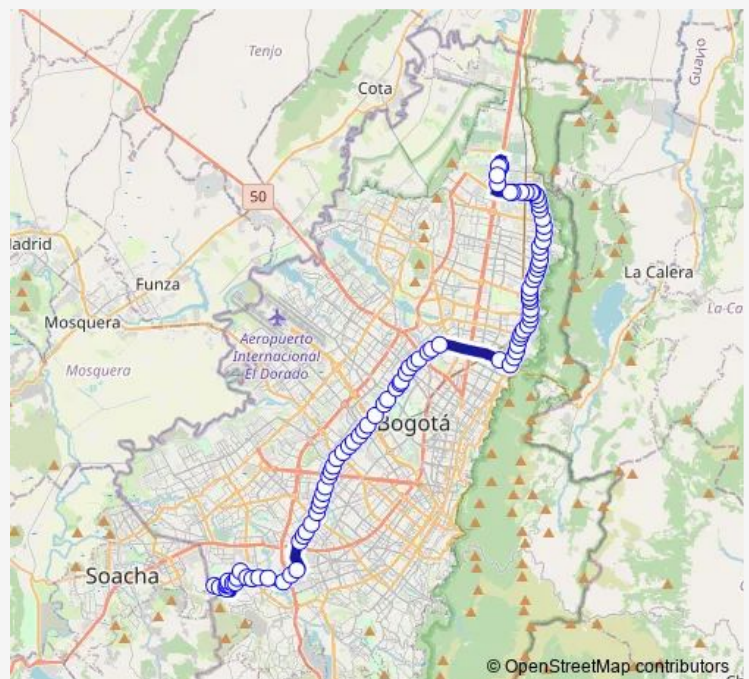 Tenjo
Cota
Guavio
50
adrid
Funza
La Calera
Mosquera
Aeropuerto
Internacional
El Dorado
La-Ca
Mosquera
Bogotá
Soacha
© OpenStreetMap contributors